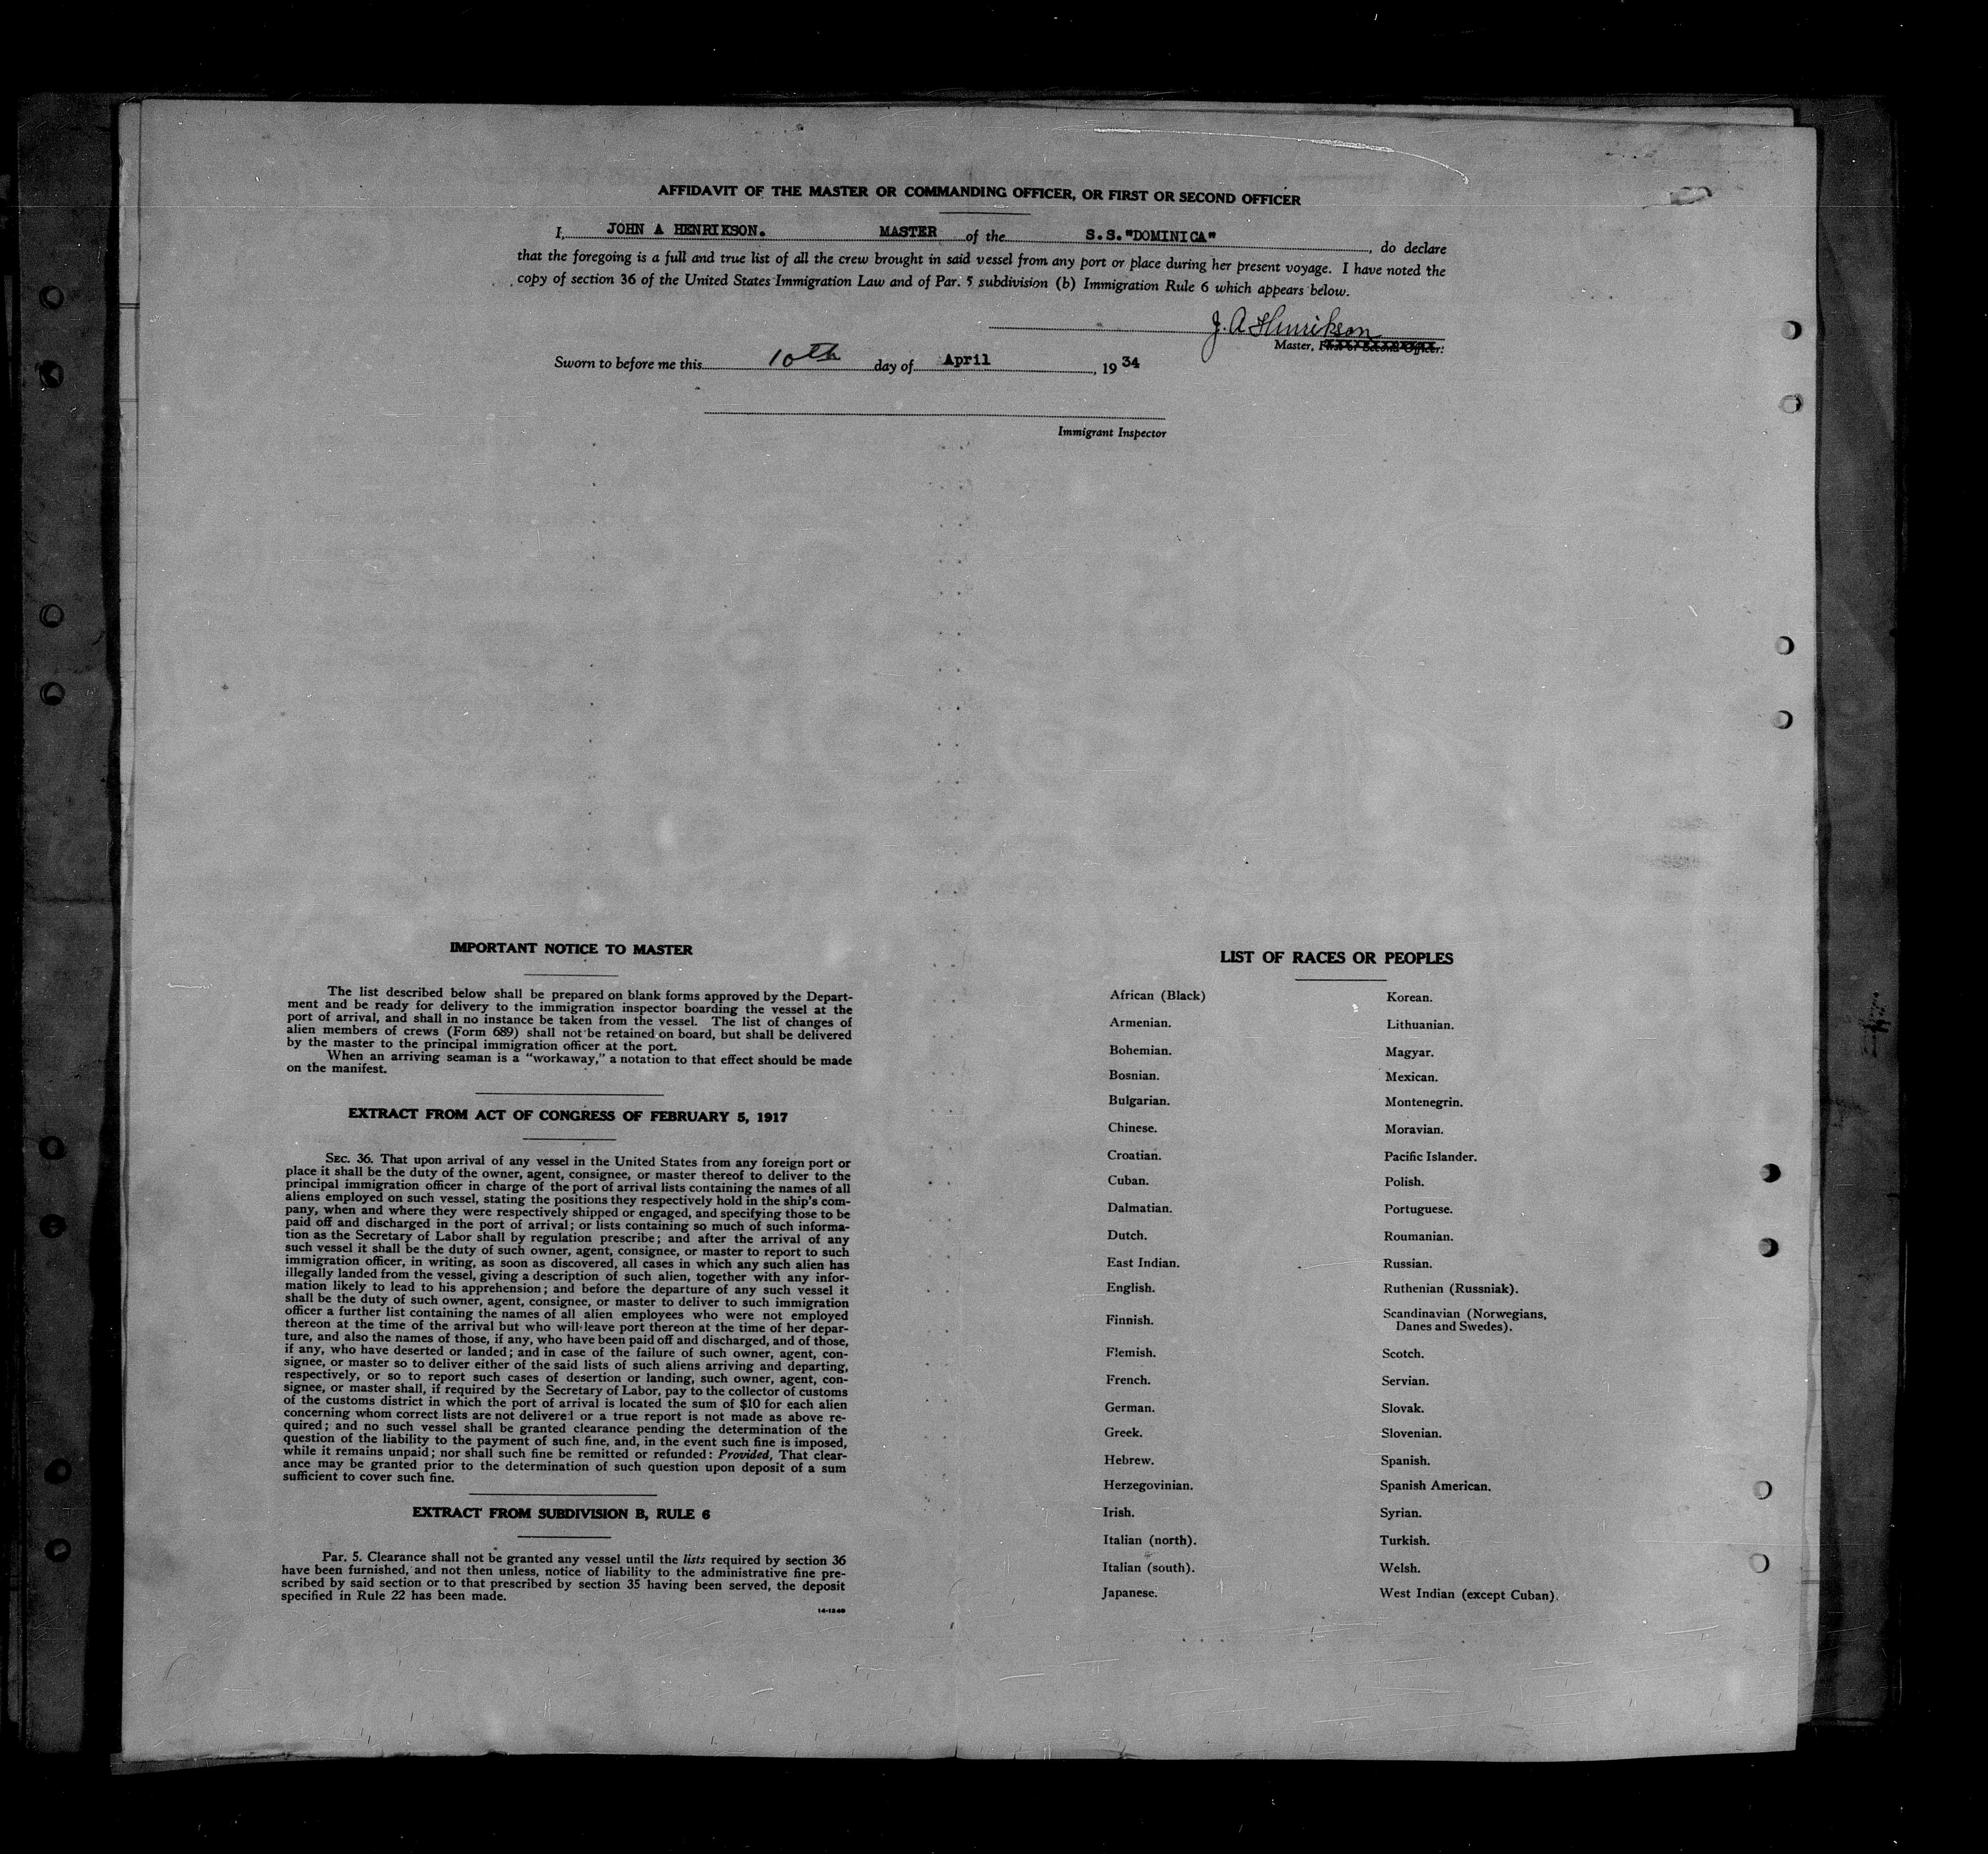 AFFIDAVIT OF THE MASTER OR COMMANDING OFFICER, OR FIRST OR SECOND OFFICER
I, JOHN A HENRIKSON. MASTER of the S.S."DOMINICA", do declare
that the foregoing is a full and true list of all the crew brought in said vessel from any port or place during her present voyage. I have noted the
copy of section 36 of the United States Immigration Law and of Par. 5 subdivision (b) Immigration Rule 6 which appears below.
J. A Henrikson
Master, First or Second Officer.
Sworn to before me this 10th day of April, 1934
Immigrant Inspector
IMPORTANT NOTICE TO MASTER
The list described below shall be prepared on blank forms approved by the Depart-
ment and be ready for delivery to the immigration inspector boarding the vessel at the
port of arrival, and shall in no instance be taken from the vessel. The list of changes of
alien members of crews (Form 689) shall not be retained on board, but shall be delivered
by the master to the principal immigration officer at the port.
When an arriving seaman is a "workaway," a notation to that effect should be made
on the manifest.
EXTRACT FROM ACT OF CONGRESS OF FEBRUARY 5, 1917
SEC. 36. That upon arrival of any vessel in the United States from any foreign port or
place it shall be the duty of the owner, agent, consignee, or master thereof to deliver to the
principal immigration officer in charge of the port of arrival lists containing the names of all
aliens employed on such vessel, stating the positions they respectively hold in the ship's com-
pany, when and where they were respectively shipped or engaged, and specifying those to be
paid off and discharged in the port of arrival; or lists containing so much of such informa-
tion as the Secretary of Labor shall by regulation prescribe; and after the arrival of any
such vessel it shall be the duty of such owner, agent, consignee, or master to report to such
immigration officer, in writing, as soon as discovered, all cases in which any such alien has
illegally landed from the vessel, giving a description of such alien, together with any infor-
mation likely to lead to his apprehension; and before the departure of any such vessel it
shall be the duty of such owner, agent, consignee, or master to deliver to such immigration
officer a further list containing the names of all alien employees who were not employed
thereon at the time of the arrival but who will leave port thereon at the time of her depar-
ture, and also the names of those, if any, who have been paid off and discharged, and of those,
if any, who have deserted or landed; and in case of the failure of such owner, agent, con-
signee, or master so to deliver either of the said lists of such aliens arriving and departing,
respectively, or so to report such cases of desertion or landing, such owner, agent, con-
signee, or master shall, if required by the Secretary of Labor, pay to the collector of customs
of the customs district in which the port of arrival is located the sum of $10 for each alien
concerning whom correct lists are not delivered or a true report is not made as above re-
quired; and no such vessel shall be granted clearance pending the determination of the
question of the liability to the payment of such fine, and, in the event such fine is imposed,
while it remains unpaid; nor shall such fine be remitted or refunded: Provided, That clear-
ance may be granted prior to the determination of such question upon deposit of a sum
sufficient to cover such fine.
EXTRACT FROM SUBDIVISION B, RULE 6
Par. 5. Clearance shall not be granted any vessel until the lists required by section 36
have been furnished, and not then unless, notice of liability to the administrative fine pre-
scribed by said section or to that prescribed by section 35 having been served, the deposit
specified in Rule 22 has been made.
14-1240
LIST OF RACES OR PEOPLES
African (Black)
Armenian.
Bohemian.
Bosnian.
Bulgarian.
Chinese.
Croatian.
Cuban.
Dalmatian.
Dutch.
East Indian.
English.
Finnish.
Flemish.
French.
German.
Greek.
Hebrew.
Herzegovinian.
Irish.
Italian (north).
Italian (south).
Japanese.
Korean.
Lithuanian.
Magyar.
Mexican.
Montenegrin.
Moravian.
Pacific Islander.
Polish.
Portuguese.
Roumanian.
Russian.
Ruthenian (Russniak).
Scandinavian (Norwegians,
Danes and Swedes).
Scotch.
Servian.
Slovak.
Slovenian.
Spanish.
Spanish American.
Syrian.
Turkish.
Welsh.
West Indian (except Cuban).